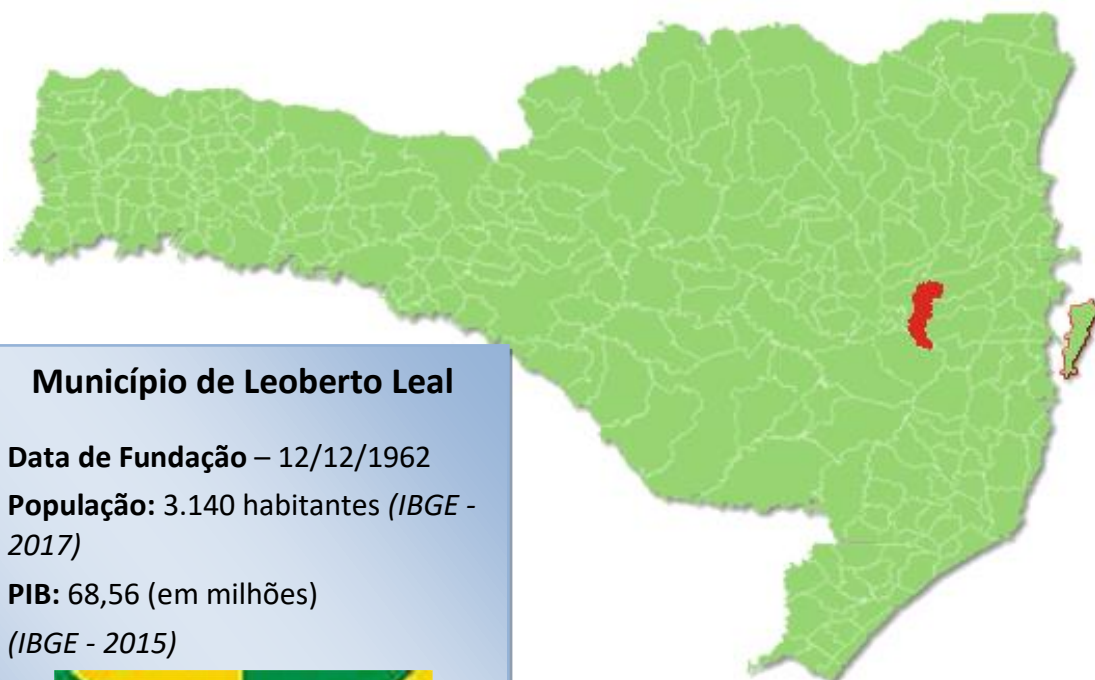 Município de Leoberto Leal
Data de Fundação – 12/12/1962
População: 3.140 habitantes (IBGE -
2017)
PIB: 68,56 (em milhões)
(IBGE - 2015)